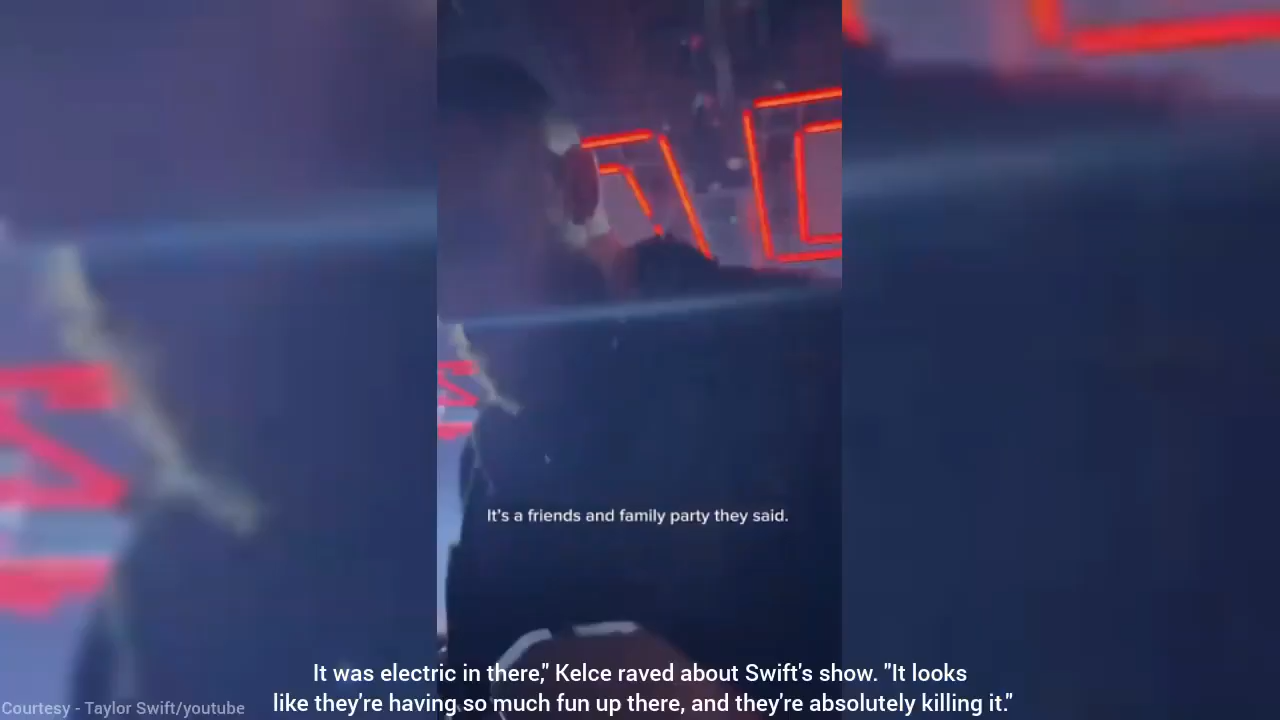 It's a friends and family party they said.
It was electric in there," Kelce raved about Swift's show. "It looks
like they're having so much fun up there, and they're absolutely killing it."
Courtesy - Taylor Swift/youtube